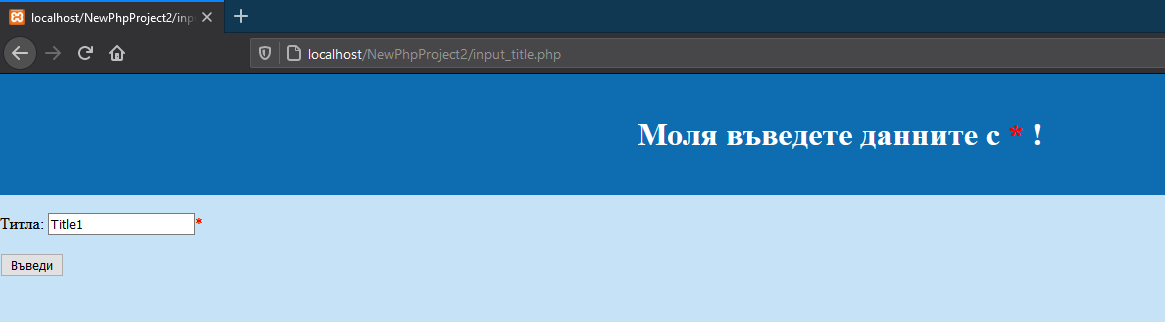 localhost/NewPhpProject2/inp
localhost/NewPhpProject2/input_title.php
Моля въведете данните с * !
Титла: Title1*
Въведи